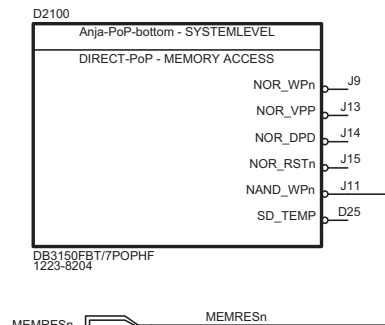 D2100
Anja-PoP-bottom - SYSTEMLEVEL
DIRECT-PoP - MEMORY ACCESS
NOR_WPn J9
NOR_VPP J13
NOR_DPD J14
NOR_RSTn J15
NAND_WPn J11
SD_TEMP D25
DB3150FBT/7POPHF
1223-8204
MEMRESn
MEMRESn